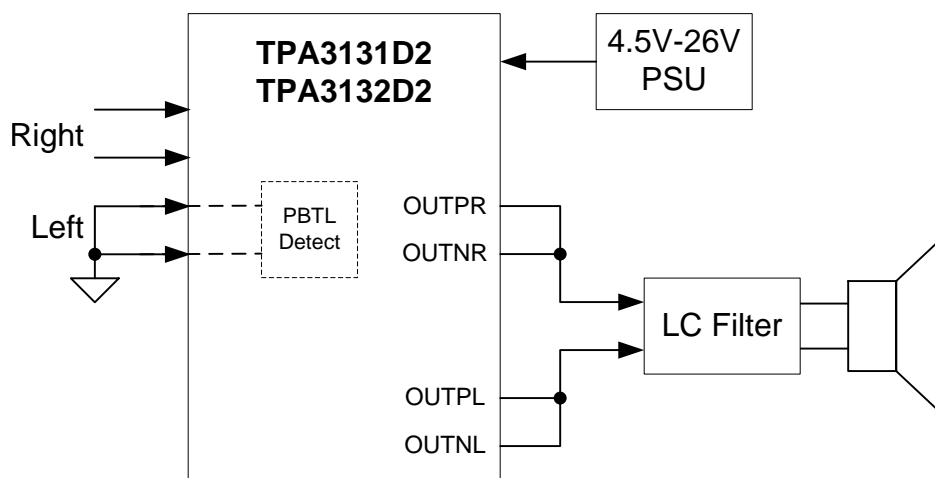 TPA3131D2
TPA3132D2
4.5V-26V
PSU
Right
Left
PBTL
Detect
OUTPR
OUTNR
LC Filter
OUTPL
OUTNL